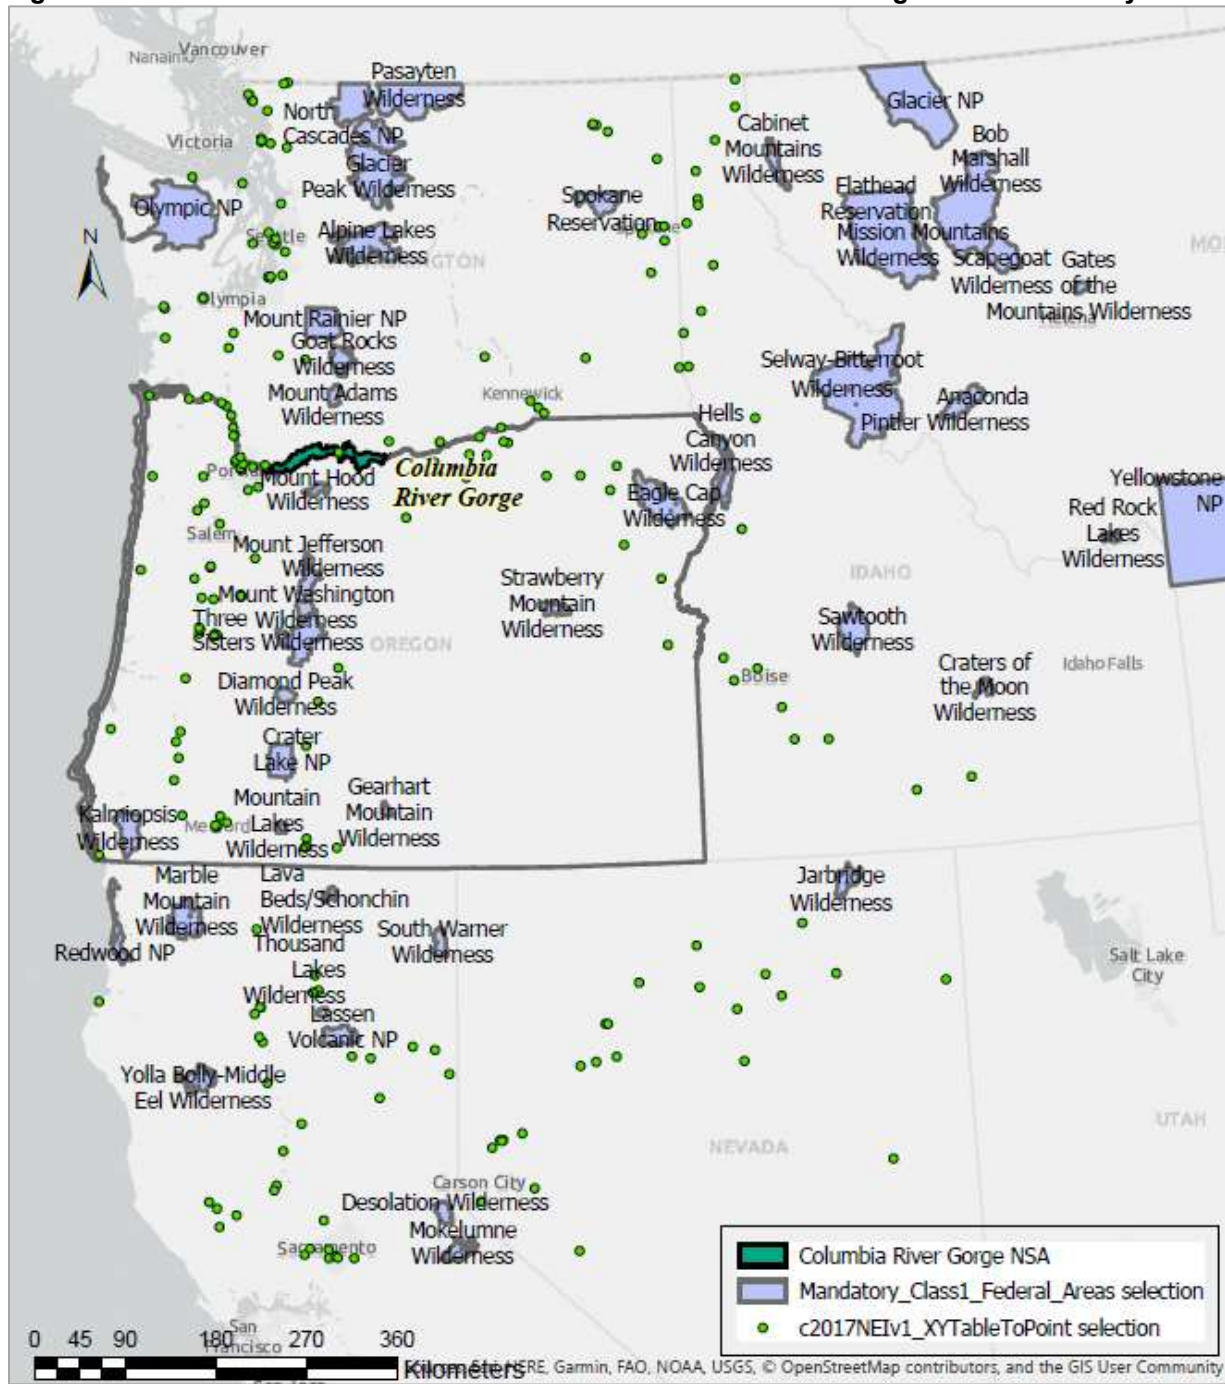 Vancouver
Nanaimo
Pasayten
Wilderness
North
Cascades NP
Victoria
Glacier
Peak Wilderness
Olympic NP
Seattle
Alpine Lakes
Wilderness
WASHINGTON
N
Olympia
Mount Rainier NP
Goat Rocks
Wilderness
Mount Adams
Wilderness
Kennewick
Spokane
Reservation
Cabinet
Mountains
Wilderness
Glacier NP
Bob
Marshall
Wilderness
Flathead
Reservation
Mission Mountains
Wilderness
Scapegoat
Wilderness
Gates
of the
Mountains Wilderness
Helena
Selway-Bitterroot
Wilderness
Anaconda
Pintler Wilderness
Hells
Canyon
Wilderness
Columbia
River Gorge
Mount Hood
Wilderness
Eagle Cap
Wilderness
Yellowstone
NP
Red Rock
Lakes
Wilderness
Salem
Mount Jefferson
Wilderness
Mount Washington
Wilderness
Three
Sisters Wilderness
OREGON
Strawberry
Mountain
Wilderness
IDAHO
Sawtooth
Wilderness
Boise
Craters of
the Moon
Wilderness
Idaho Falls
Diamond Peak
Wilderness
Crater
Lake NP
Mountain
Lakes
Wilderness
Gearhart
Mountain
Wilderness
Kalmiopsis
Wilderness
Medford
Marble
Mountain
Wilderness
Redwood NP
Lava
Beds/Schonchin
Wilderness
Thousand
Lakes
Wilderness
South Warner
Wilderness
Jarbridge
Wilderness
Salt Lake
City
Lassen
Volcanic NP
Yolla Bolly-Middle
Eel Wilderness
UTAH
NEVADA
Carson City
Desolation Wilderness
Mokelumne
Wilderness
Sacramento
San
Francisco
Columbia River Gorge NSA
Mandatory_Class1_Federal_Areas selection
c2017NEIv1_XYTableToPoint selection
0 45 90 180 270 360
Kilometers
HERE, Garmin, FAO, NOAA, USGS, © OpenStreetMap contributors, and the GIS User Community